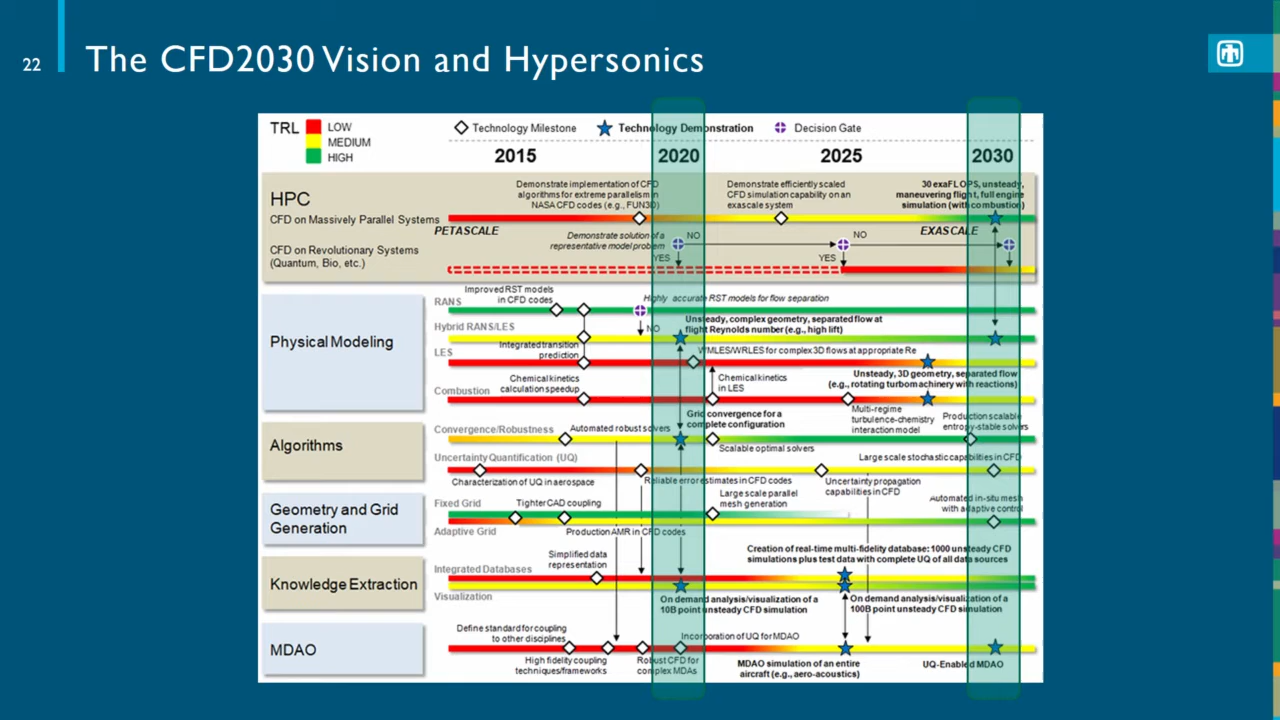 22
The CFD2030 Vision and Hypersonics
TRL
LOW
MEDIUM
HIGH
Technology Milestone
Technology Demonstration
Decision Gate
2015
2020
2025
2030
HPC
CFD on Massively Parallel Systems
CFD on Revolutionary Systems
(Quantum, Bio, etc.)
Demonstrate implementation of CFD
algorithms for extreme parallelism in
NASA CFD codes (e.g., FUN3D)
Demonstrate efficiently scaled
CFD simulation capability on an
exascale system
30 exaFLOPS, unsteady,
maneuvering flight, full engine
simulation (with combustion)
PETASCALE
Demonstrate solution of a
representative model problem
NO
YES
NO
YES
EXASCALE
Physical Modeling
RANS
Improved RST models
in CFD codes
Highly accurate RST models for flow separation
Hybrid RANS/LES
NO
Unsteady, complex geometry, separated flow at
flight Reynolds number (e.g., high lift)
LES
Integrated transition
prediction
WMLES/WRLES for complex 3D flows at appropriate Re
Unsteady, 3D geometry, separated flow
(e.g., rotating turbomachinery with reactions)
Combustion
Chemical kinetics
calculation speedup
Chemical kinetics
in LES
Multi-regime
turbulence-chemistry
interaction model
Algorithms
Convergence/Robustness
Automated robust solvers
Grid convergence for a
complete configuration
Scalable optimal solvers
Production scalable
entropy-stable solvers
Uncertainty Quantification (UQ)
Characterization of UQ in aerospace
Reliable error estimates in CFD codes
Uncertainty propagation
capabilities in CFD
Large scale stochastic capabilities in CFD
Geometry and Grid
Generation
Fixed Grid
Tighter CAD coupling
Large scale parallel
mesh generation
Automated in-situ mesh
with adaptive control
Adaptive Grid
Production AMR in CFD codes
Knowledge Extraction
Integrated Databases
Simplified data
representation
Creation of real-time multi-fidelity database: 1000 unsteady CFD
simulations plus test data with complete UQ of all data sources
Visualization
On demand analysis/visualization of a
10B point unsteady CFD simulation
On demand analysis/visualization of a
100B point unsteady CFD simulation
MDAO
Define standard for coupling
to other disciplines
High fidelity coupling
techniques/frameworks
Robust CFD for
complex MDAs
Incorporation of UQ for MDAO
MDAO simulation of an entire
aircraft (e.g., aero-acoustics)
UQ-Enabled MDAO